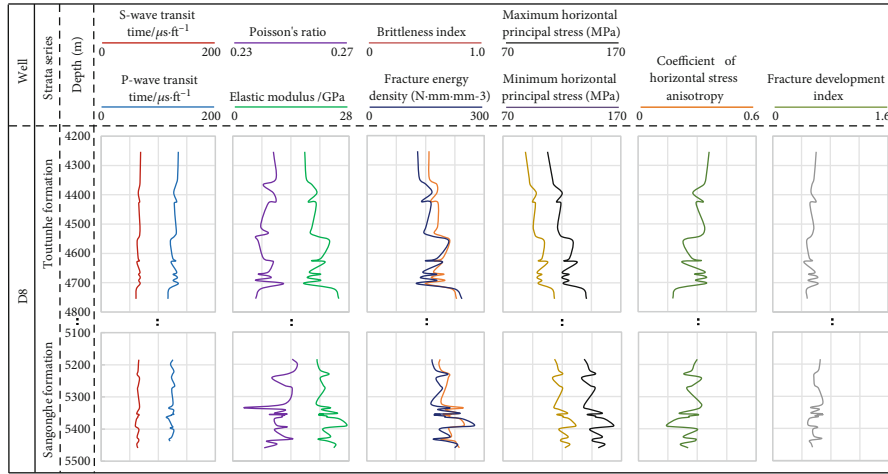 Well
Strata series
Depth (m)
S-wave transit
time/μs·ft⁻¹
0 200
P-wave transit
time/μs·ft⁻¹
0 200
Poisson's ratio
0.23 0.27
Elastic modulus /GPa
0 28
Brittleness index
0 1.0
Fracture energy
density (N·mm·mm-3)
0 300
Maximum horizontal
principal stress (MPa)
70 170
Minimum horizontal
principal stress (MPa)
70 170
Coefficient of
horizontal stress
anisotropy
0 0.6
Fracture development
index
0 1.6
D8
Toutunhe formation
4200
4300
4400
4500
4600
4700
4800
Sangonghe formation
5100
5200
5300
5400
5500